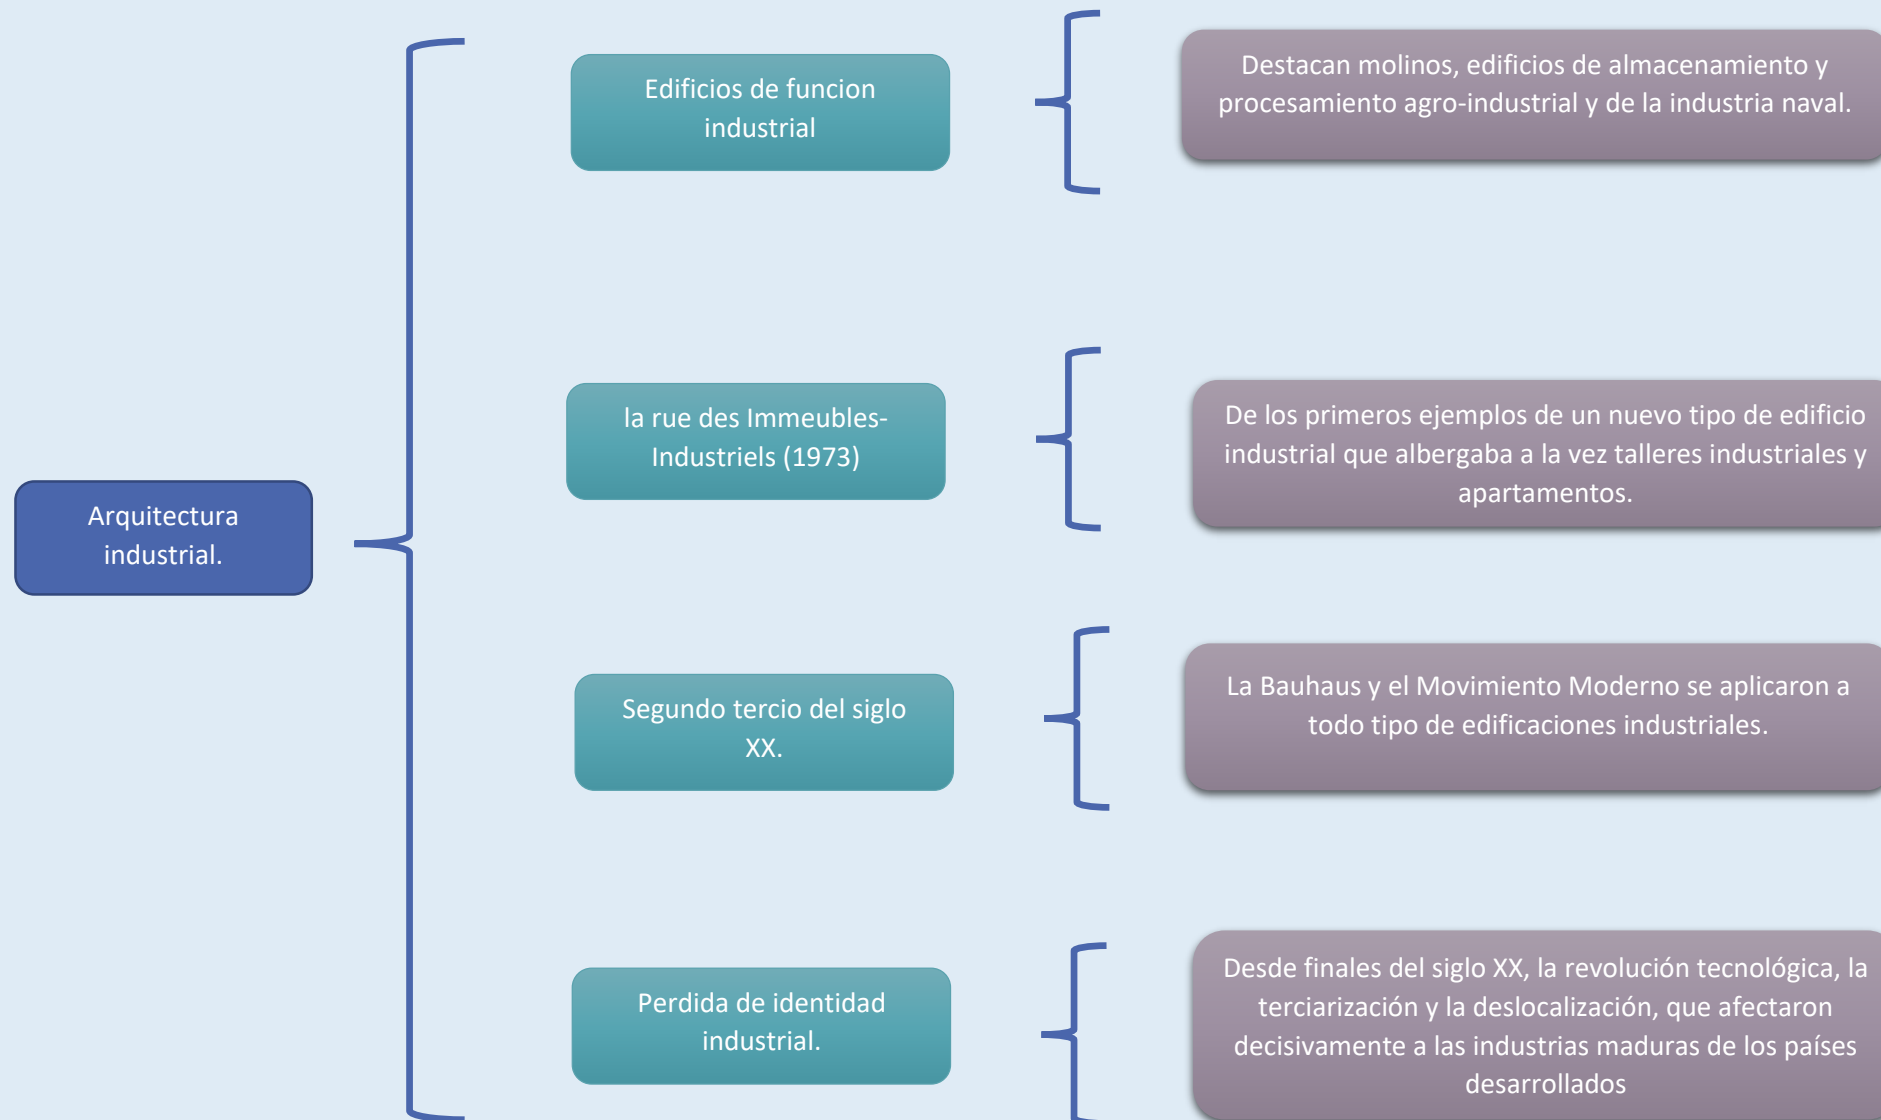 Arquitectura
industrial.
Edificios de funcion
industrial
Destacan molinos, edificios de almacenamiento y
procesamiento agro-industrial y de la industria naval.
la rue des Immeubles-
Industriels (1973)
De los primeros ejemplos de un nuevo tipo de edificio
industrial que albergaba a la vez talleres industriales y
apartamentos.
Segundo tercio del siglo
XX.
La Bauhaus y el Movimiento Moderno se aplicaron a
todo tipo de edificaciones industriales.
Perdida de identidad
industrial.
Desde finales del siglo XX, la revolución tecnológica, la
terciarización y la deslocalización, que afectaron
decisivamente a las industrias maduras de los países
desarrollados